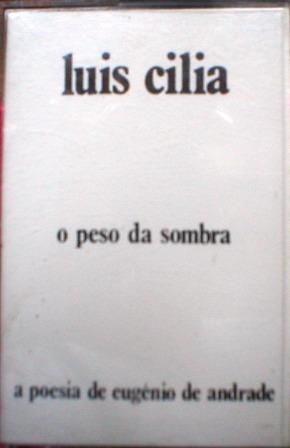 luis cilia
o peso da sombra
a poesia de eugénio de andrade